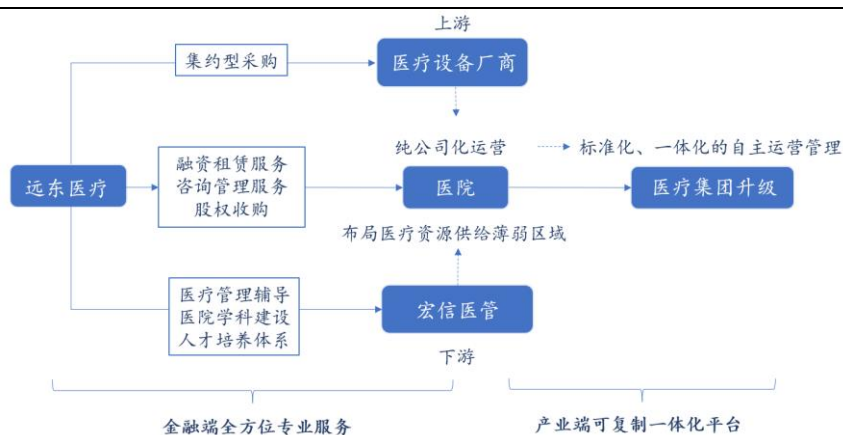 上游
集约型采购
医疗设备厂商
纯公司化运营
标准化、一体化的自主运营管理
远东医疗
融资租赁服务
咨询管理服务
股权收购
医院
医疗集团升级
布局医疗资源供给薄弱区域
医疗管理辅导
医院学科建设
人才培养体系
宏信医管
下游
金融端全方位专业服务
产业端可复制一体化平台